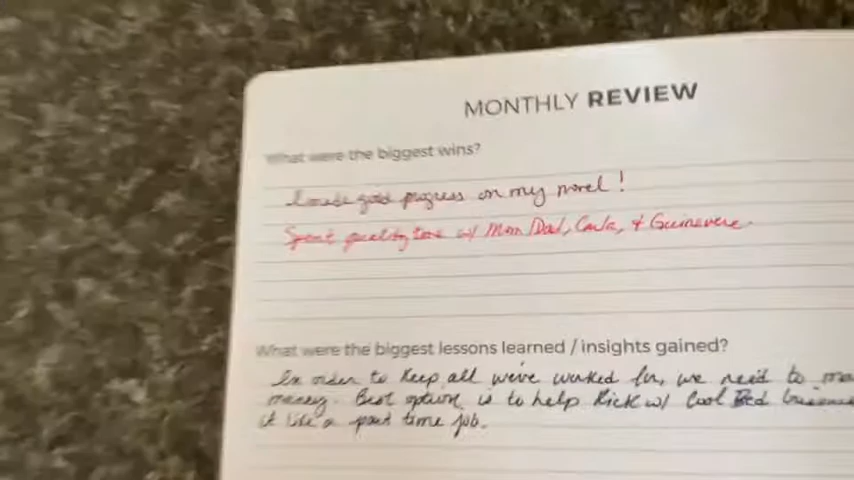 MONTHLY REVIEW
What were the biggest wins?
I made good progress on my novel!
Spent quality time w/ Mom Dad, Carla, & Guinevere.
What were the biggest lessons learned / insights gained?
In order to keep all we've worked for, we need to
money. Best option is to help Rick w/ Cool Bed
it like a part time job.